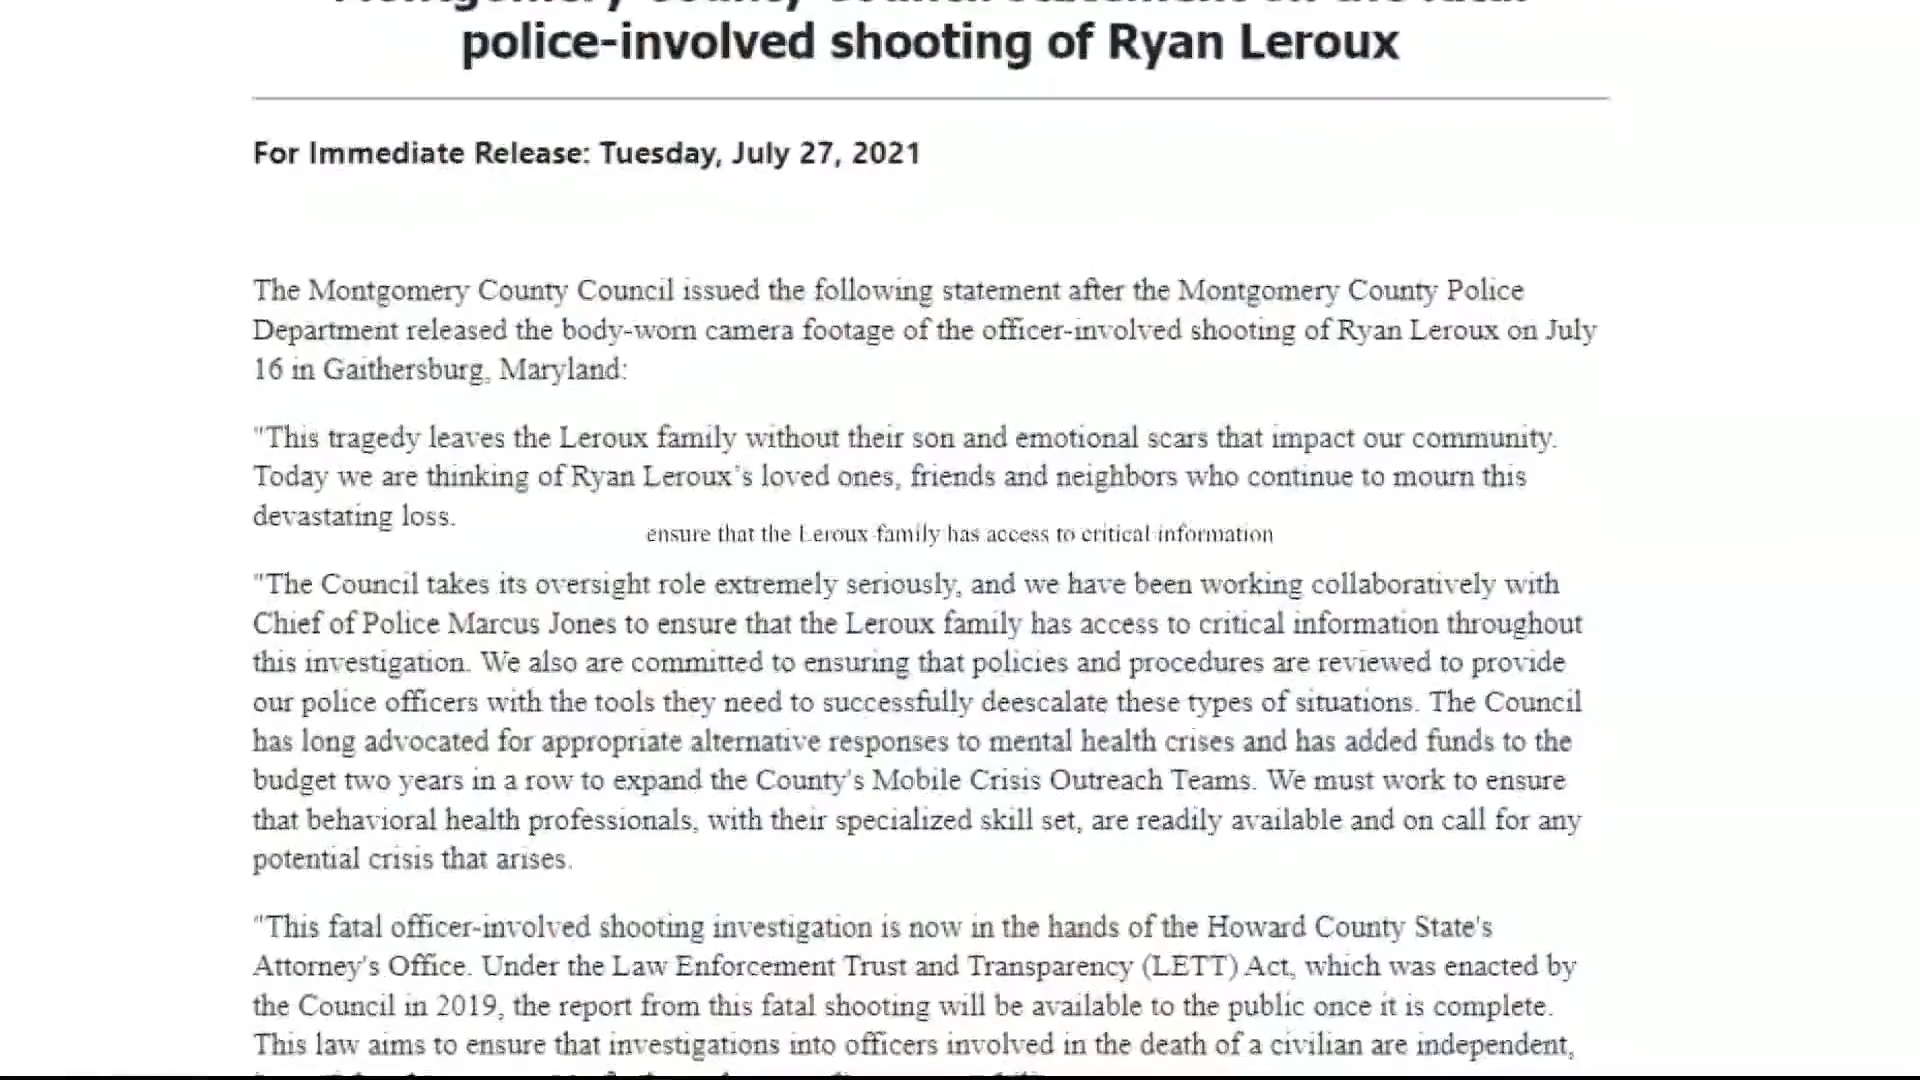 Montgomery County Council statement on the fatal
police-involved shooting of Ryan Leroux
For Immediate Release: Tuesday, July 27, 2021
The Montgomery County Council issued the following statement after the Montgomery County Police
Department released the body-worn camera footage of the officer-involved shooting of Ryan Leroux on July
16 in Gaithersburg, Maryland:
"This tragedy leaves the Leroux family without their son and emotional scars that impact our community.
Today we are thinking of Ryan Leroux's loved ones, friends and neighbors who continue to mourn this
devastating loss.
ensure that the Leroux family has access to critical information
"The Council takes its oversight role extremely seriously, and we have been working collaboratively with
Chief of Police Marcus Jones to ensure that the Leroux family has access to critical information throughout
this investigation. We also are committed to ensuring that policies and procedures are reviewed to provide
our police officers with the tools they need to successfully deescalate these types of situations. The Council
has long advocated for appropriate alternative responses to mental health crises and has added funds to the
budget two years in a row to expand the County's Mobile Crisis Outreach Teams. We must work to ensure
that behavioral health professionals, with their specialized skill set, are readily available and on call for any
potential crisis that arises.
"This fatal officer-involved shooting investigation is now in the hands of the Howard County State's
Attorney's Office. Under the Law Enforcement Trust and Transparency (LETT) Act, which was enacted by
the Council in 2019, the report from this fatal shooting will be available to the public once it is complete.
This law aims to ensure that investigations into officers involved in the death of a civilian are independent,